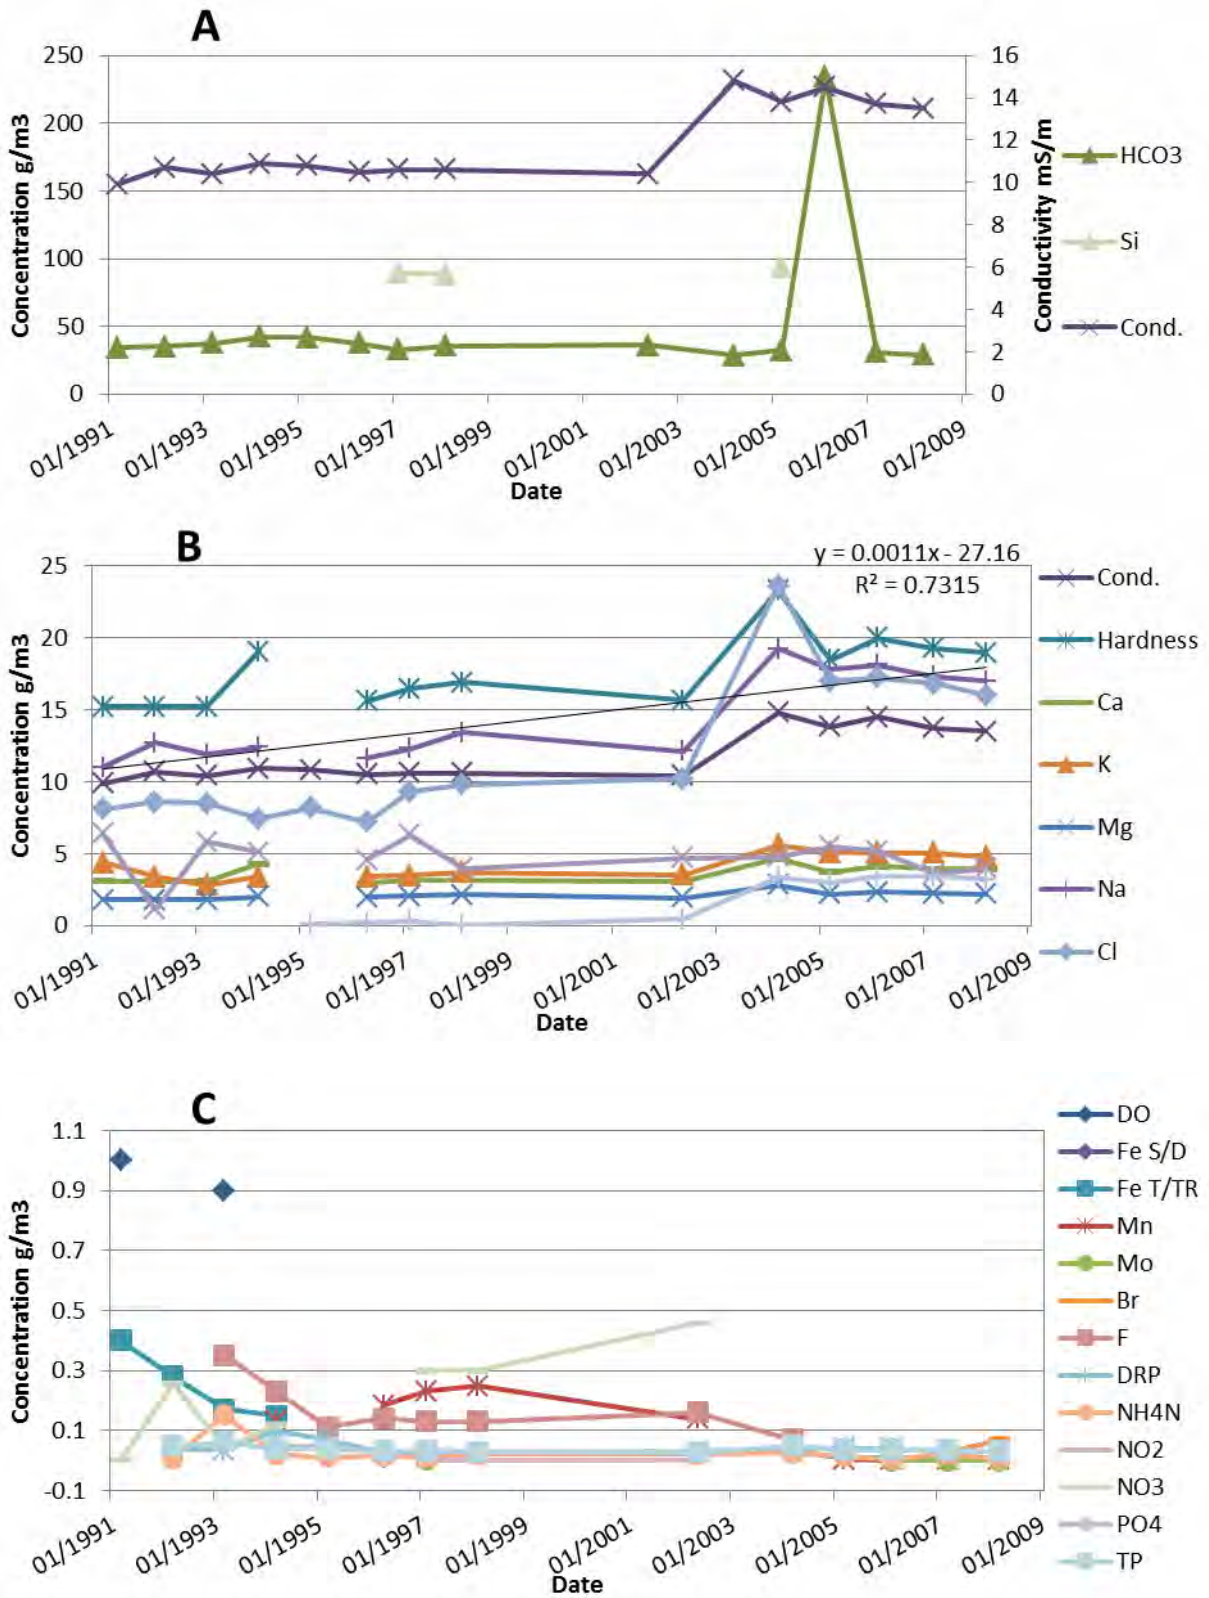 A
250
200
150
100
50
0
Concentration g/m3
16
14
12
10
8
6
4
2
0
Conductivity mS/m
HCO3
Si
Cond.
01/1991
01/1993
01/1995
01/1997
01/1999
01/2001
01/2003
01/2005
01/2007
01/2009
Date
B
y = 0.0011x - 27.16
R² = 0.7315
25
20
15
10
5
0
Concentration g/m3
Cond.
Hardness
Ca
K
Mg
Na
Cl
01/1991
01/1993
01/1995
01/1997
01/1999
01/2001
01/2003
01/2005
01/2007
01/2009
Date
C
1.1
0.9
0.7
0.5
0.3
0.1
-0.1
Concentration g/m3
DO
Fe S/D
Fe T/TR
Mn
Mo
Br
F
DRP
NH4N
NO2
NO3
PO4
TP
01/1991
01/1993
01/1995
01/1997
01/1999
01/2001
01/2003
01/2005
01/2007
01/2009
Date